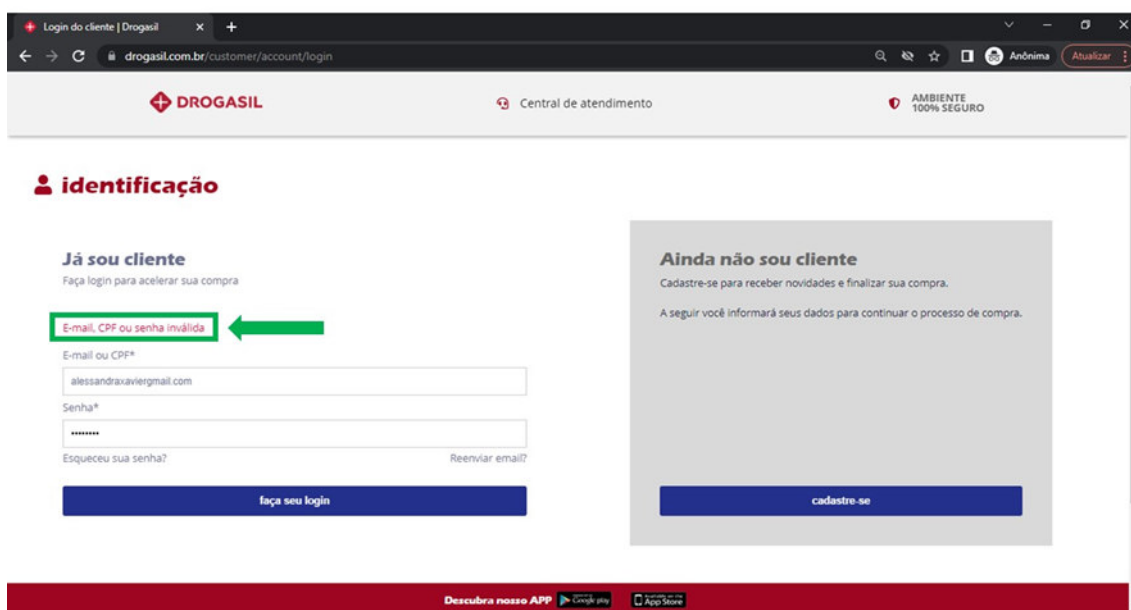 Login do cliente | Drogasil
drogasil.com.br/customer/account/login
Anônima
Atualizar
DROGASIL
Central de atendimento
AMBIENTE
100% SEGURO
identificação
Já sou cliente
Faça login para acelerar sua compra
E-mail, CPF ou senha inválida
E-mail ou CPF*
alessandraxaviergmail.com
Senha*
••••••••
Esqueceu sua senha?
Reenviar email?
faça seu login
Ainda não sou cliente
Cadastre-se para receber novidades e finalizar sua compra.
A seguir você informará seus dados para continuar o processo de compra.
cadastre-se
Descubra nosso APP
Google play
App Store